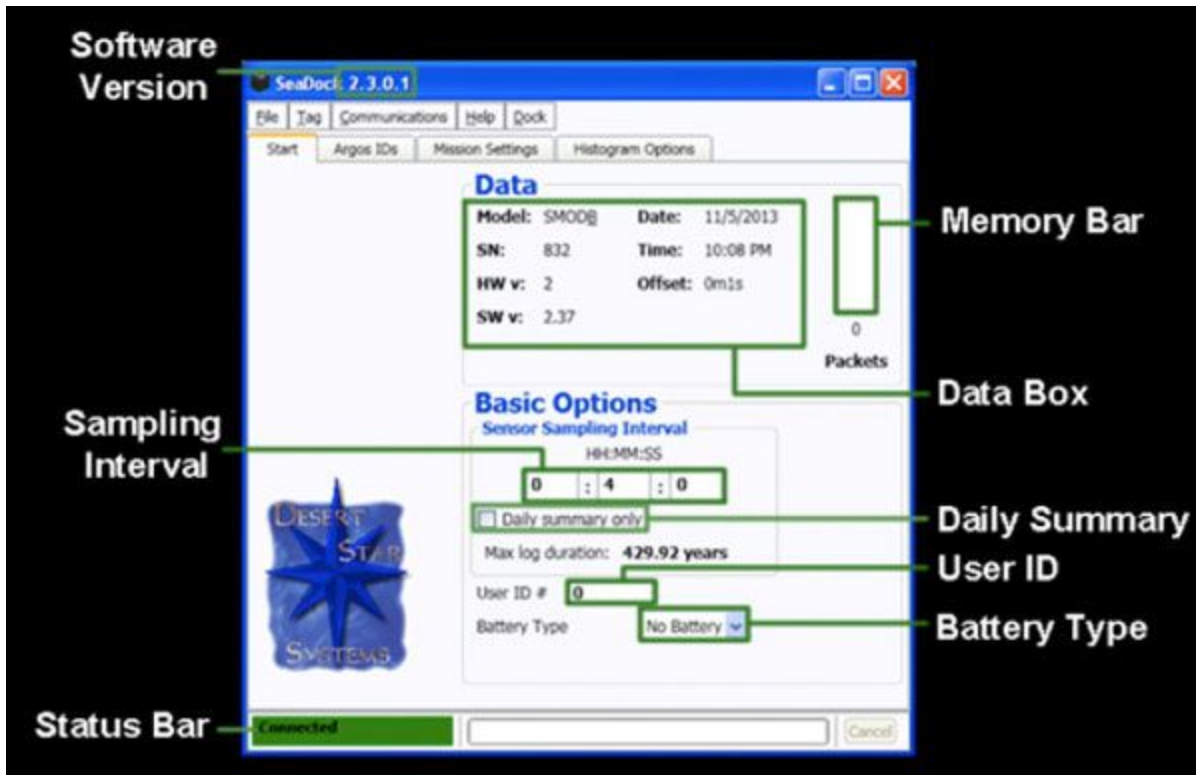 Software
Version
SeaDock 2.3.0.1
File Tag Communications Help Dock
Start Argos IDs Mission Settings Histogram Options
Data
Model: SMODB Date: 11/5/2013
SN: 832 Time: 10:08 PM
HW v: 2 Offset: 0m1s
SW v: 2.37
0
Packets
Memory Bar
Data Box
Basic Options
Sensor Sampling Interval
HH:MM:SS
0 : 4 : 0
Daily summary only
Max log duration: 429.92 years
User ID # 0
Battery Type No Battery
Sampling
Interval
Daily Summary
User ID
Battery Type
DESERT
STAR
SYSTEMS
Status Bar
Connected
Cancel